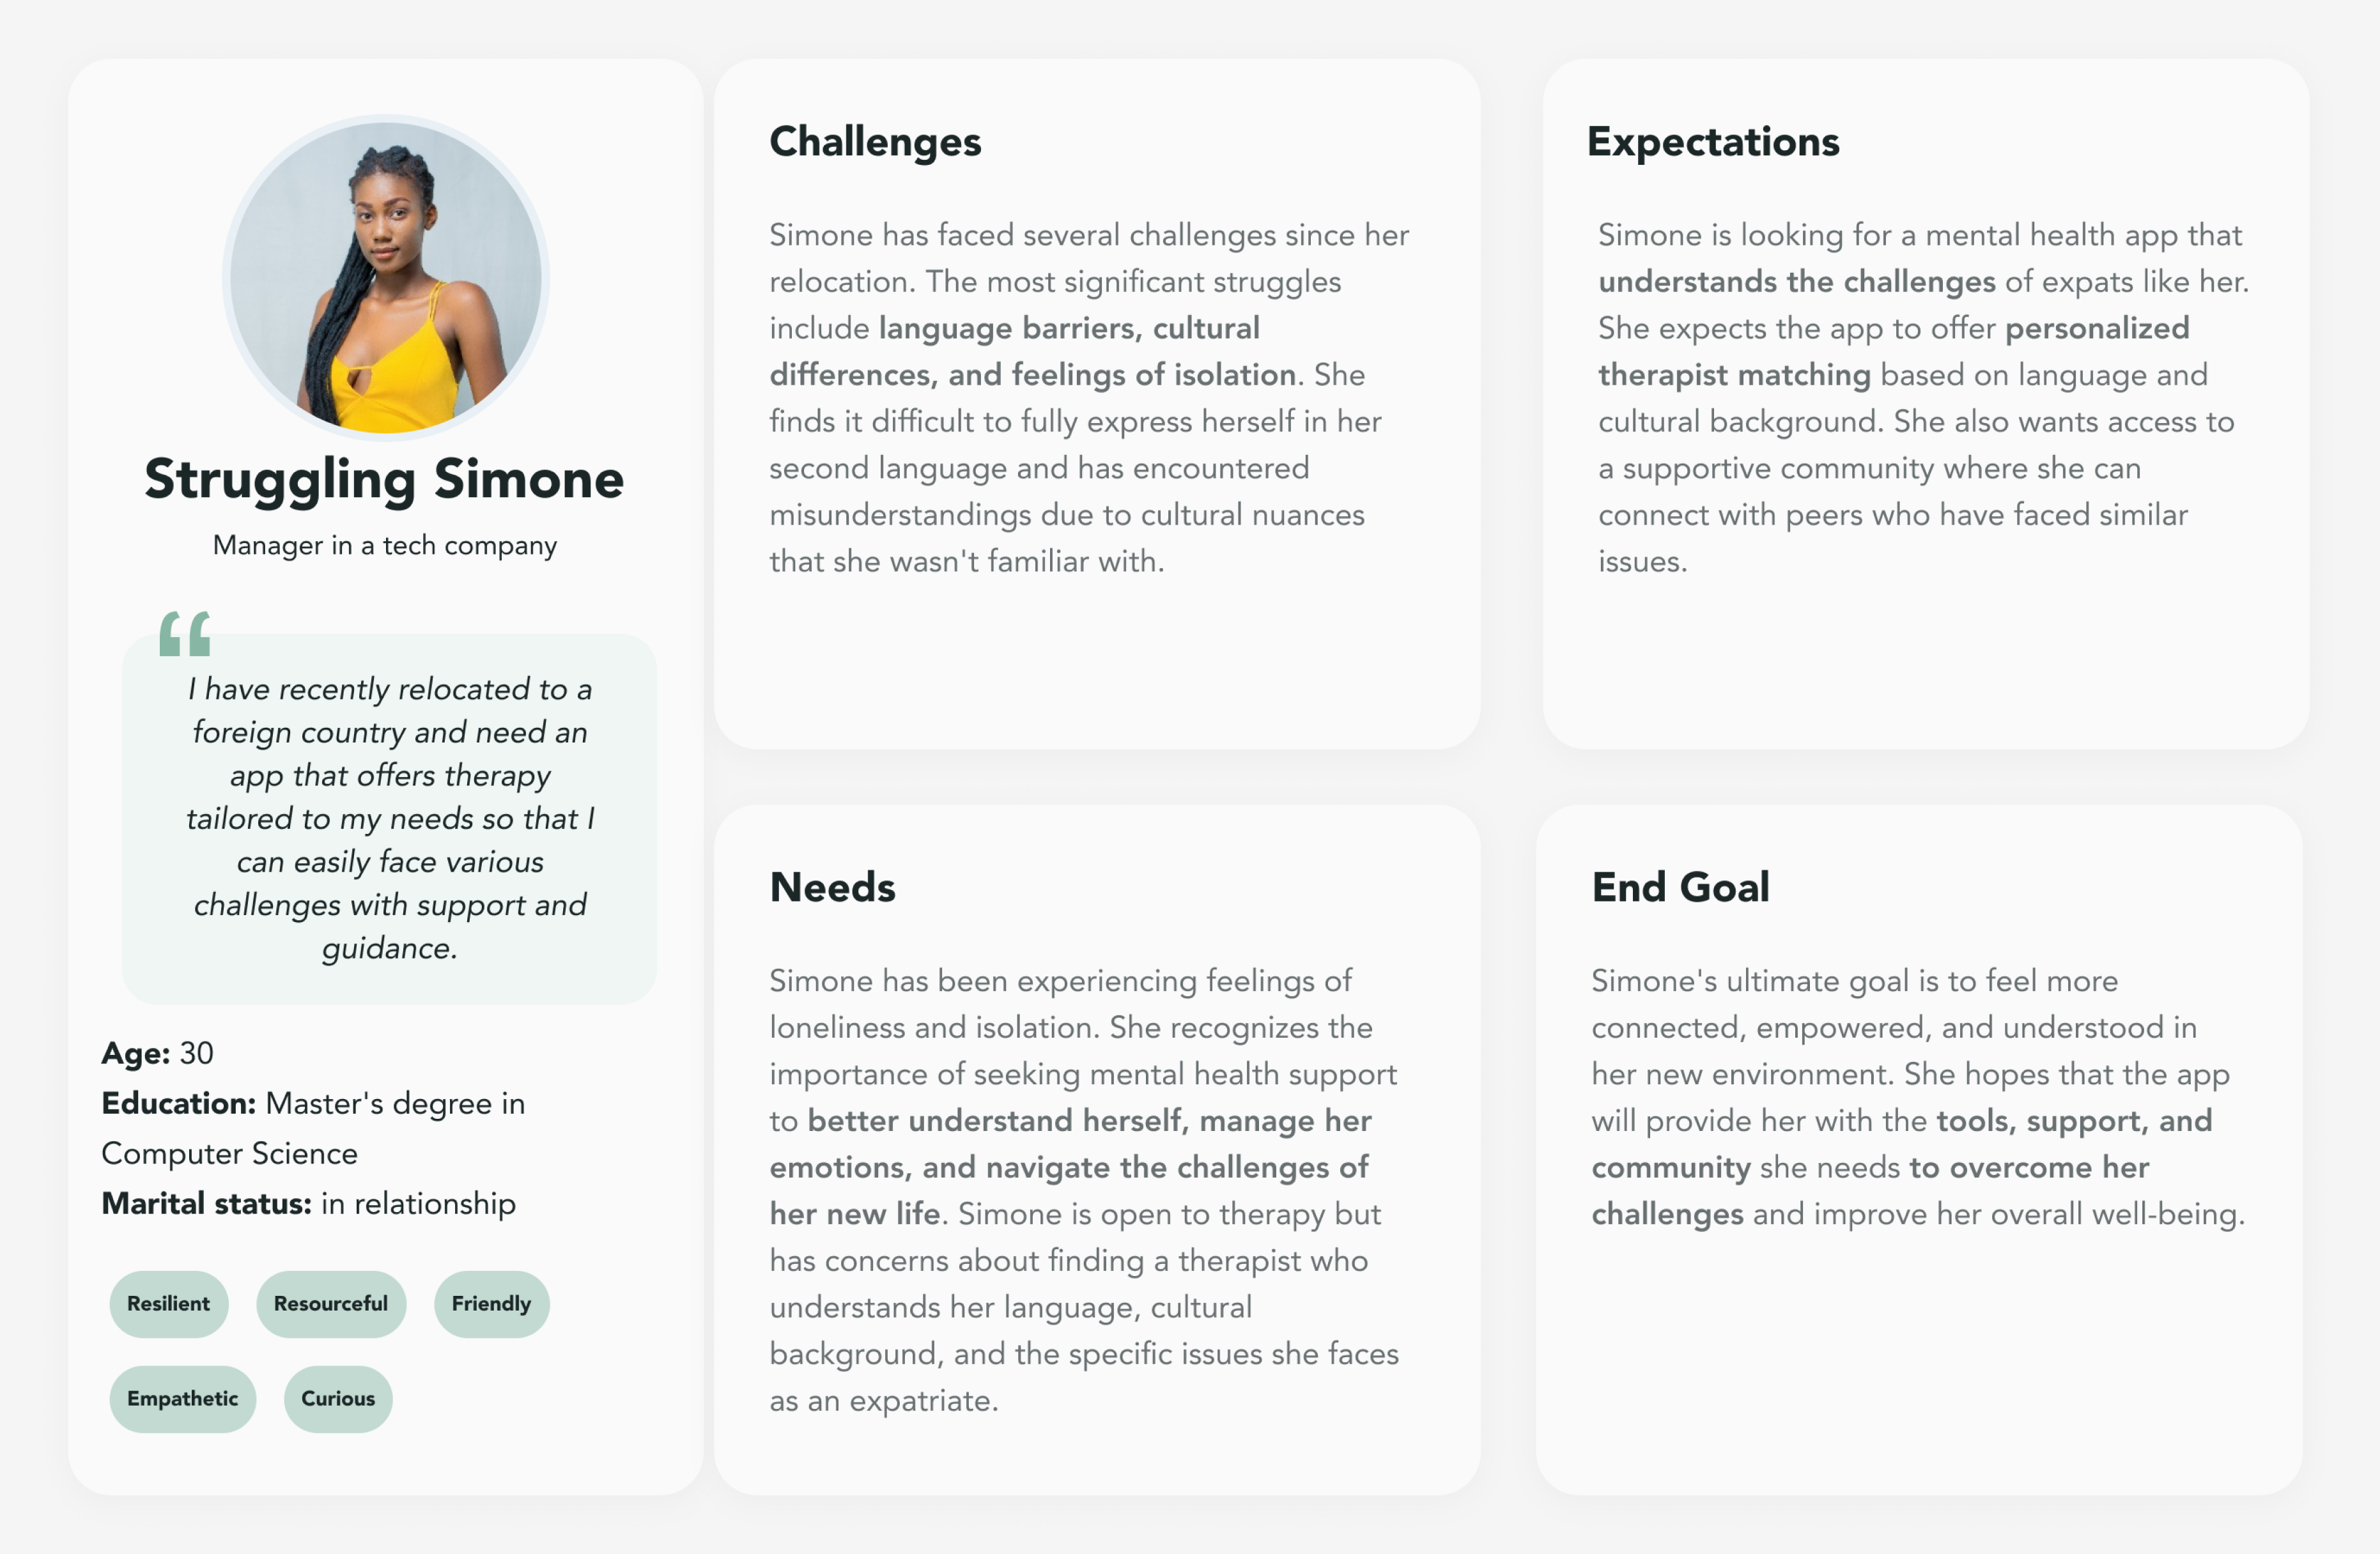 Struggling Simone
Manager in a tech company
“
I have recently relocated to a
foreign country and need an
app that offers therapy
tailored to my needs so that I
can easily face various
challenges with support and
guidance.
Age: 30
Education: Master's degree in
Computer Science
Marital status: in relationship
Resilient
Resourceful
Friendly
Empathetic
Curious
Challenges
Simone has faced several challenges since her
relocation. The most significant struggles
include language barriers, cultural
differences, and feelings of isolation. She
finds it difficult to fully express herself in her
second language and has encountered
misunderstandings due to cultural nuances
that she wasn't familiar with.
Expectations
Simone is looking for a mental health app that
understands the challenges of expats like her.
She expects the app to offer personalized
therapist matching based on language and
cultural background. She also wants access to
a supportive community where she can
connect with peers who have faced similar
issues.
Needs
Simone has been experiencing feelings of
loneliness and isolation. She recognizes the
importance of seeking mental health support
to better understand herself, manage her
emotions, and navigate the challenges of
her new life. Simone is open to therapy but
has concerns about finding a therapist who
understands her language, cultural
background, and the specific issues she faces
as an expatriate.
End Goal
Simone's ultimate goal is to feel more
connected, empowered, and understood in
her new environment. She hopes that the app
will provide her with the tools, support, and
community she needs to overcome her
challenges and improve her overall well-being.